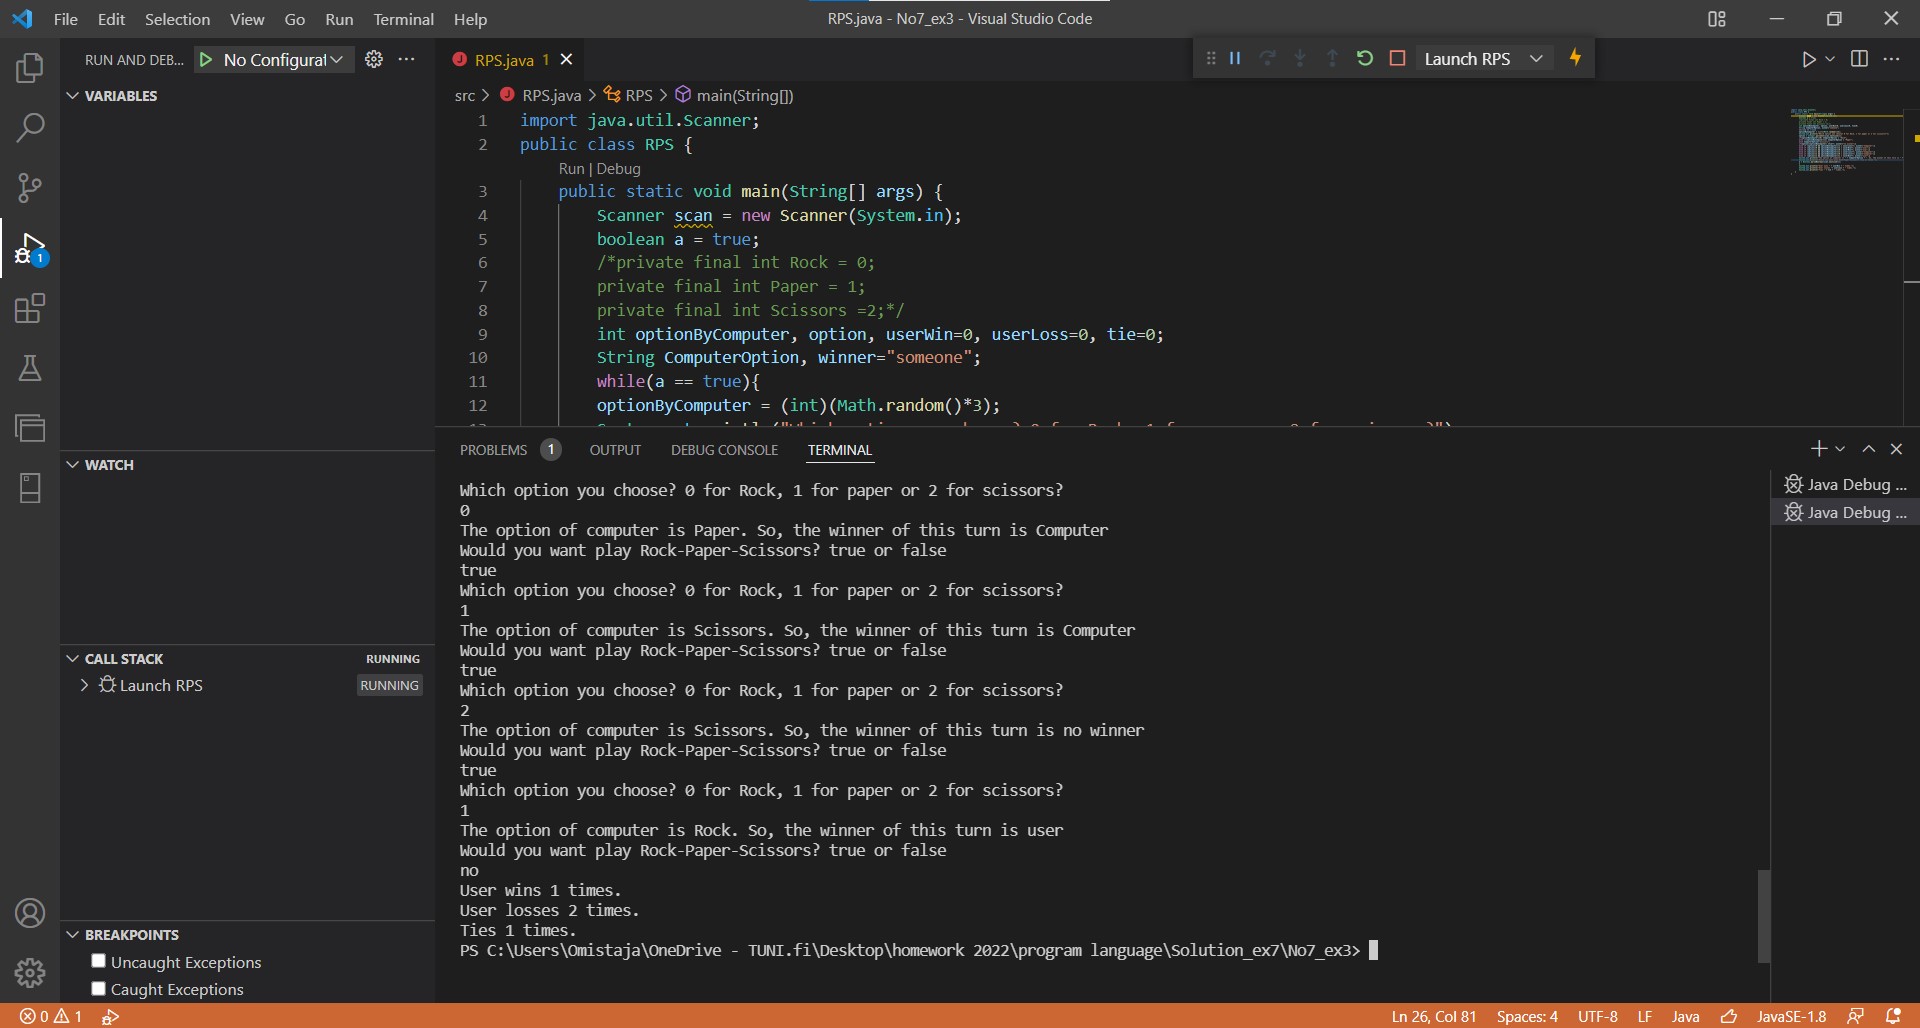 File Edit Selection View Go Run Terminal Help
RPS.java - No7_ex3 - Visual Studio Code
RUN AND DEB...
No Configurat
RPS.java 1
Launch RPS
VARIABLES
src > RPS.java > RPS > main(String[])
1 import java.util.Scanner;
2 public class RPS {
Run | Debug
3 public static void main(String[] args) {
4 Scanner scan = new Scanner(System.in);
5 boolean a = true;
6 /*private final int Rock = 0;
7 private final int Paper = 1;
8 private final int Scissors =2;*/
9 int optionByComputer, option, userWin=0, userLoss=0, tie=0;
10 String ComputerOption, winner="someone";
11 while(a == true){
12 optionByComputer = (int)(Math.random()*3);
PROBLEMS 1 OUTPUT DEBUG CONSOLE TERMINAL
WATCH
Which option you choose? 0 for Rock, 1 for paper or 2 for scissors?
0
The option of computer is Paper. So, the winner of this turn is Computer
Would you want play Rock-Paper-Scissors? true or false
true
Which option you choose? 0 for Rock, 1 for paper or 2 for scissors?
1
The option of computer is Scissors. So, the winner of this turn is Computer
Would you want play Rock-Paper-Scissors? true or false
true
Which option you choose? 0 for Rock, 1 for paper or 2 for scissors?
2
The option of computer is Scissors. So, the winner of this turn is no winner
Would you want play Rock-Paper-Scissors? true or false
true
Which option you choose? 0 for Rock, 1 for paper or 2 for scissors?
1
The option of computer is Rock. So, the winner of this turn is user
Would you want play Rock-Paper-Scissors? true or false
no
User wins 1 times.
User losses 2 times.
Ties 1 times.
PS C:\Users\Omistaja\OneDrive - TUNI.fi\Desktop\homework 2022\program language\Solution_ex7\No7_ex3>
Java Debug ...
Java Debug ...
CALL STACK RUNNING
Launch RPS RUNNING
1
BREAKPOINTS
Uncaught Exceptions
Caught Exceptions
0 1
Ln 26, Col 81 Spaces: 4 UTF-8 LF Java JavaSE-1.8